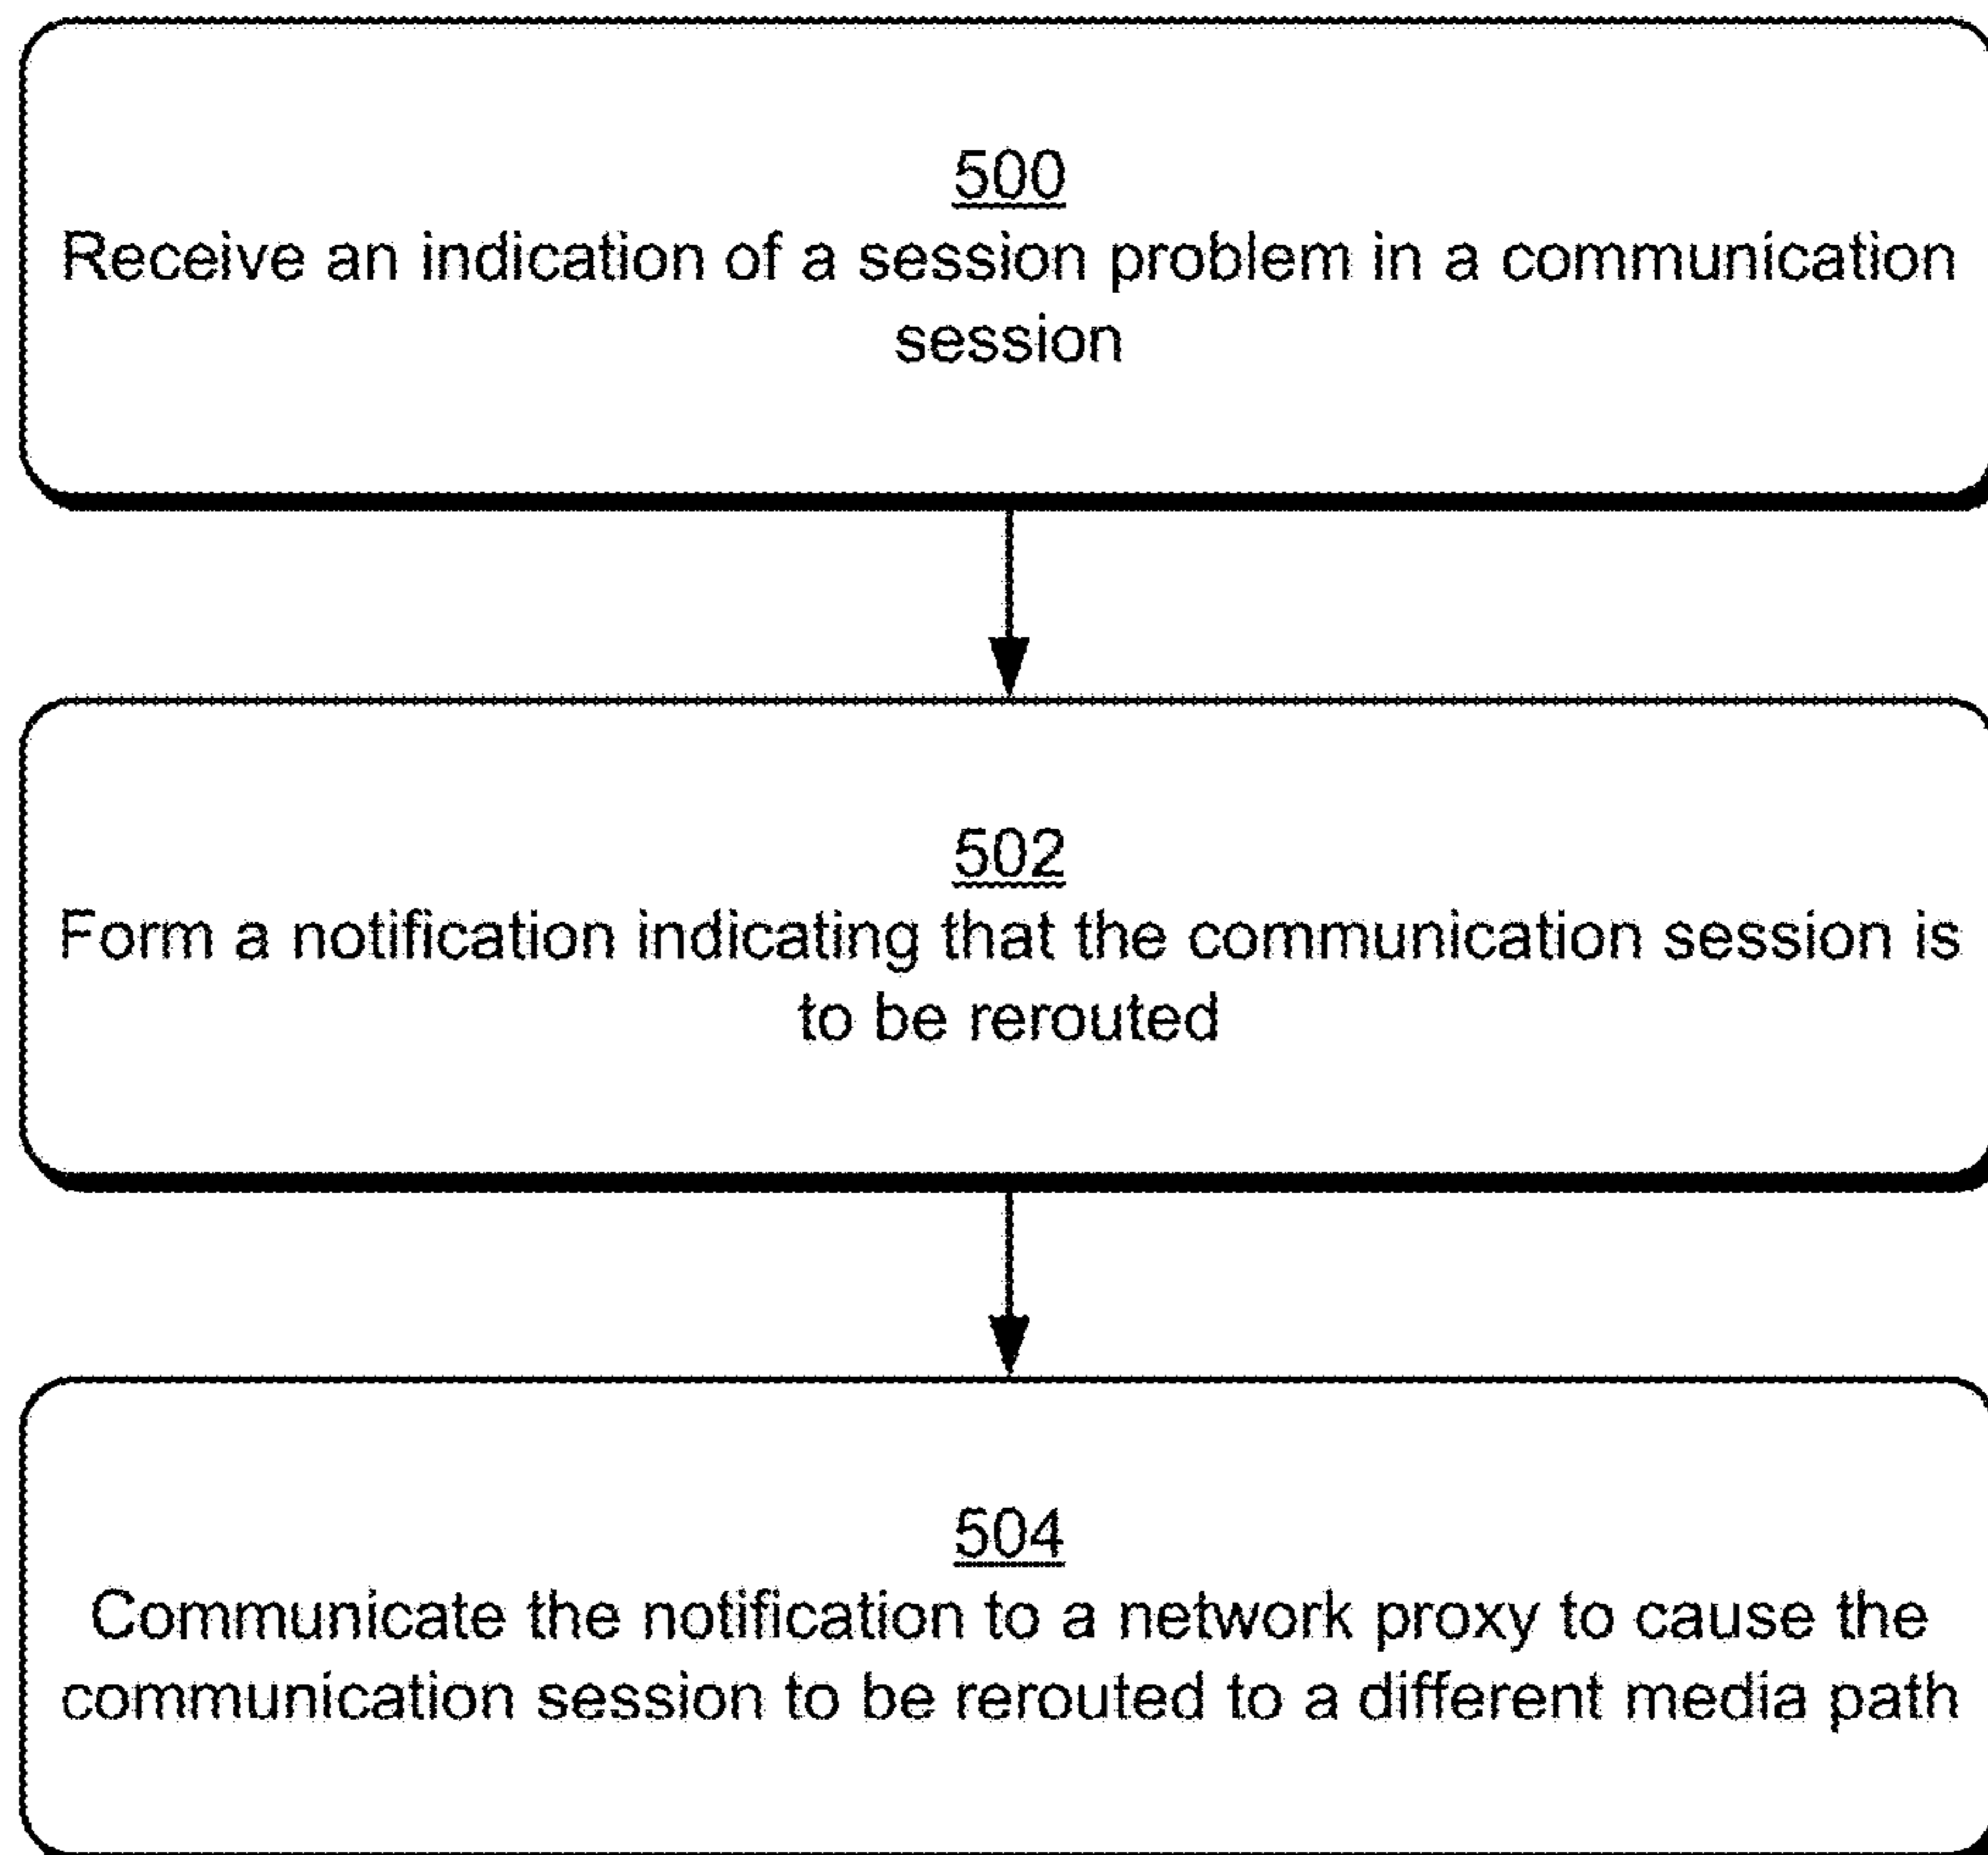 500
Receive an indication of a session problem in a communication
session
502
Form a notification indicating that the communication session is
to be rerouted
504
Communicate the notification to a network proxy to cause the
communication session to be rerouted to a different media path